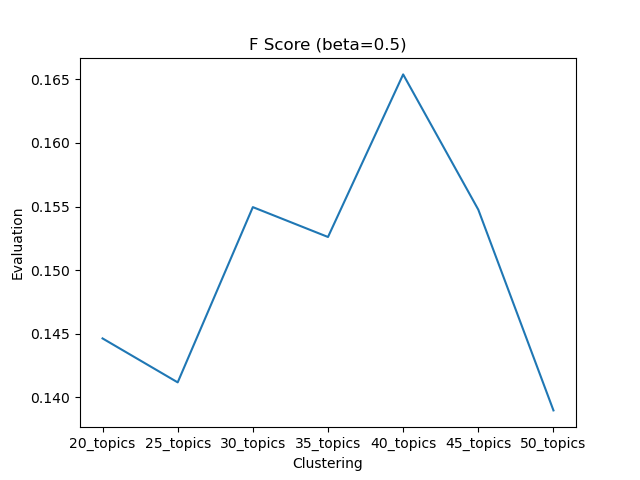 F Score (beta=0.5)
Evaluation
0.165
0.160
0.155
0.150
0.145
0.140
20_topics 25_topics 30_topics 35_topics 40_topics 45_topics 50_topics
Clustering